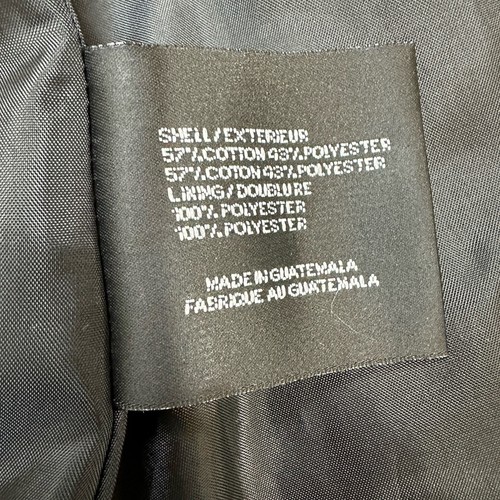 SHELL/EXTERIEUR
57%COTTON 43%POLYESTER
57%COTON 43%POLYESTER
LINING/DOUBLURE
100%POLYESTER
100%POLYESTER
MADE IN GUATEMALA
FABRIQUE AU GUATEMALA